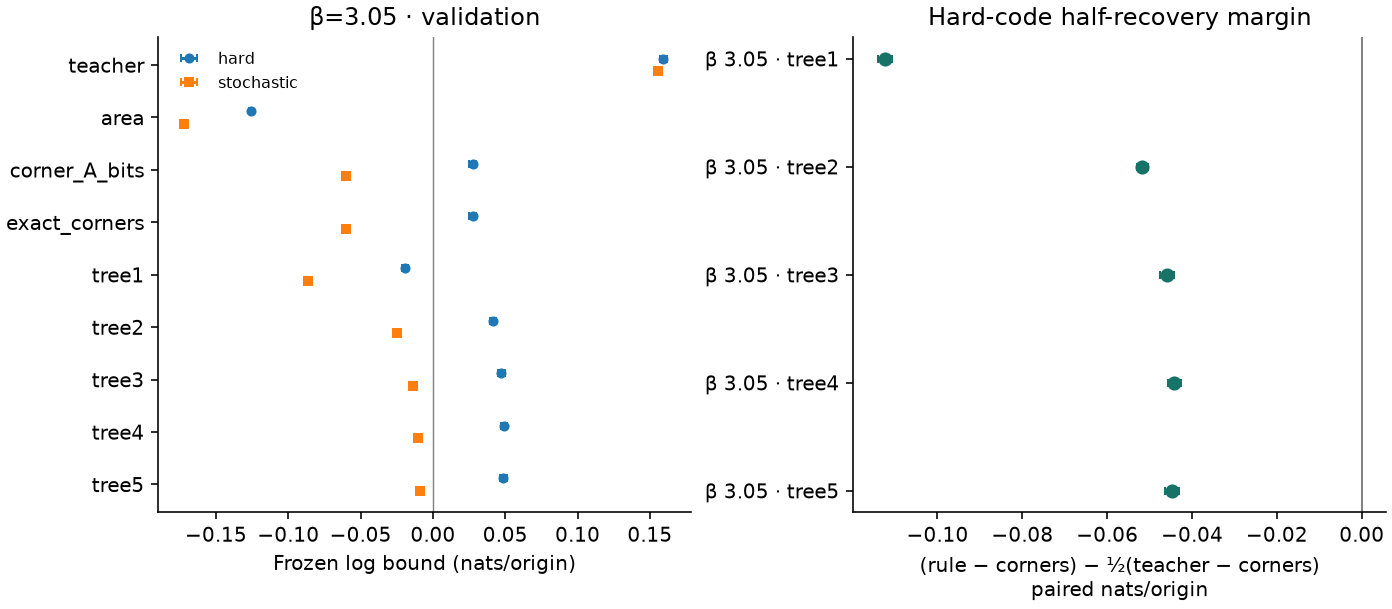 β=3.05 · validation
hard
stochastic
teacher
area
corner_A_bits
exact_corners
tree1
tree2
tree3
tree4
tree5
−0.15 −0.10 −0.05 0.00 0.05 0.10 0.15
Frozen log bound (nats/origin)
Hard-code half-recovery margin
β 3.05 · tree1
β 3.05 · tree2
β 3.05 · tree3
β 3.05 · tree4
β 3.05 · tree5
−0.10 −0.08 −0.06 −0.04 −0.02 0.00
(rule − corners) − ½(teacher − corners)
paired nats/origin